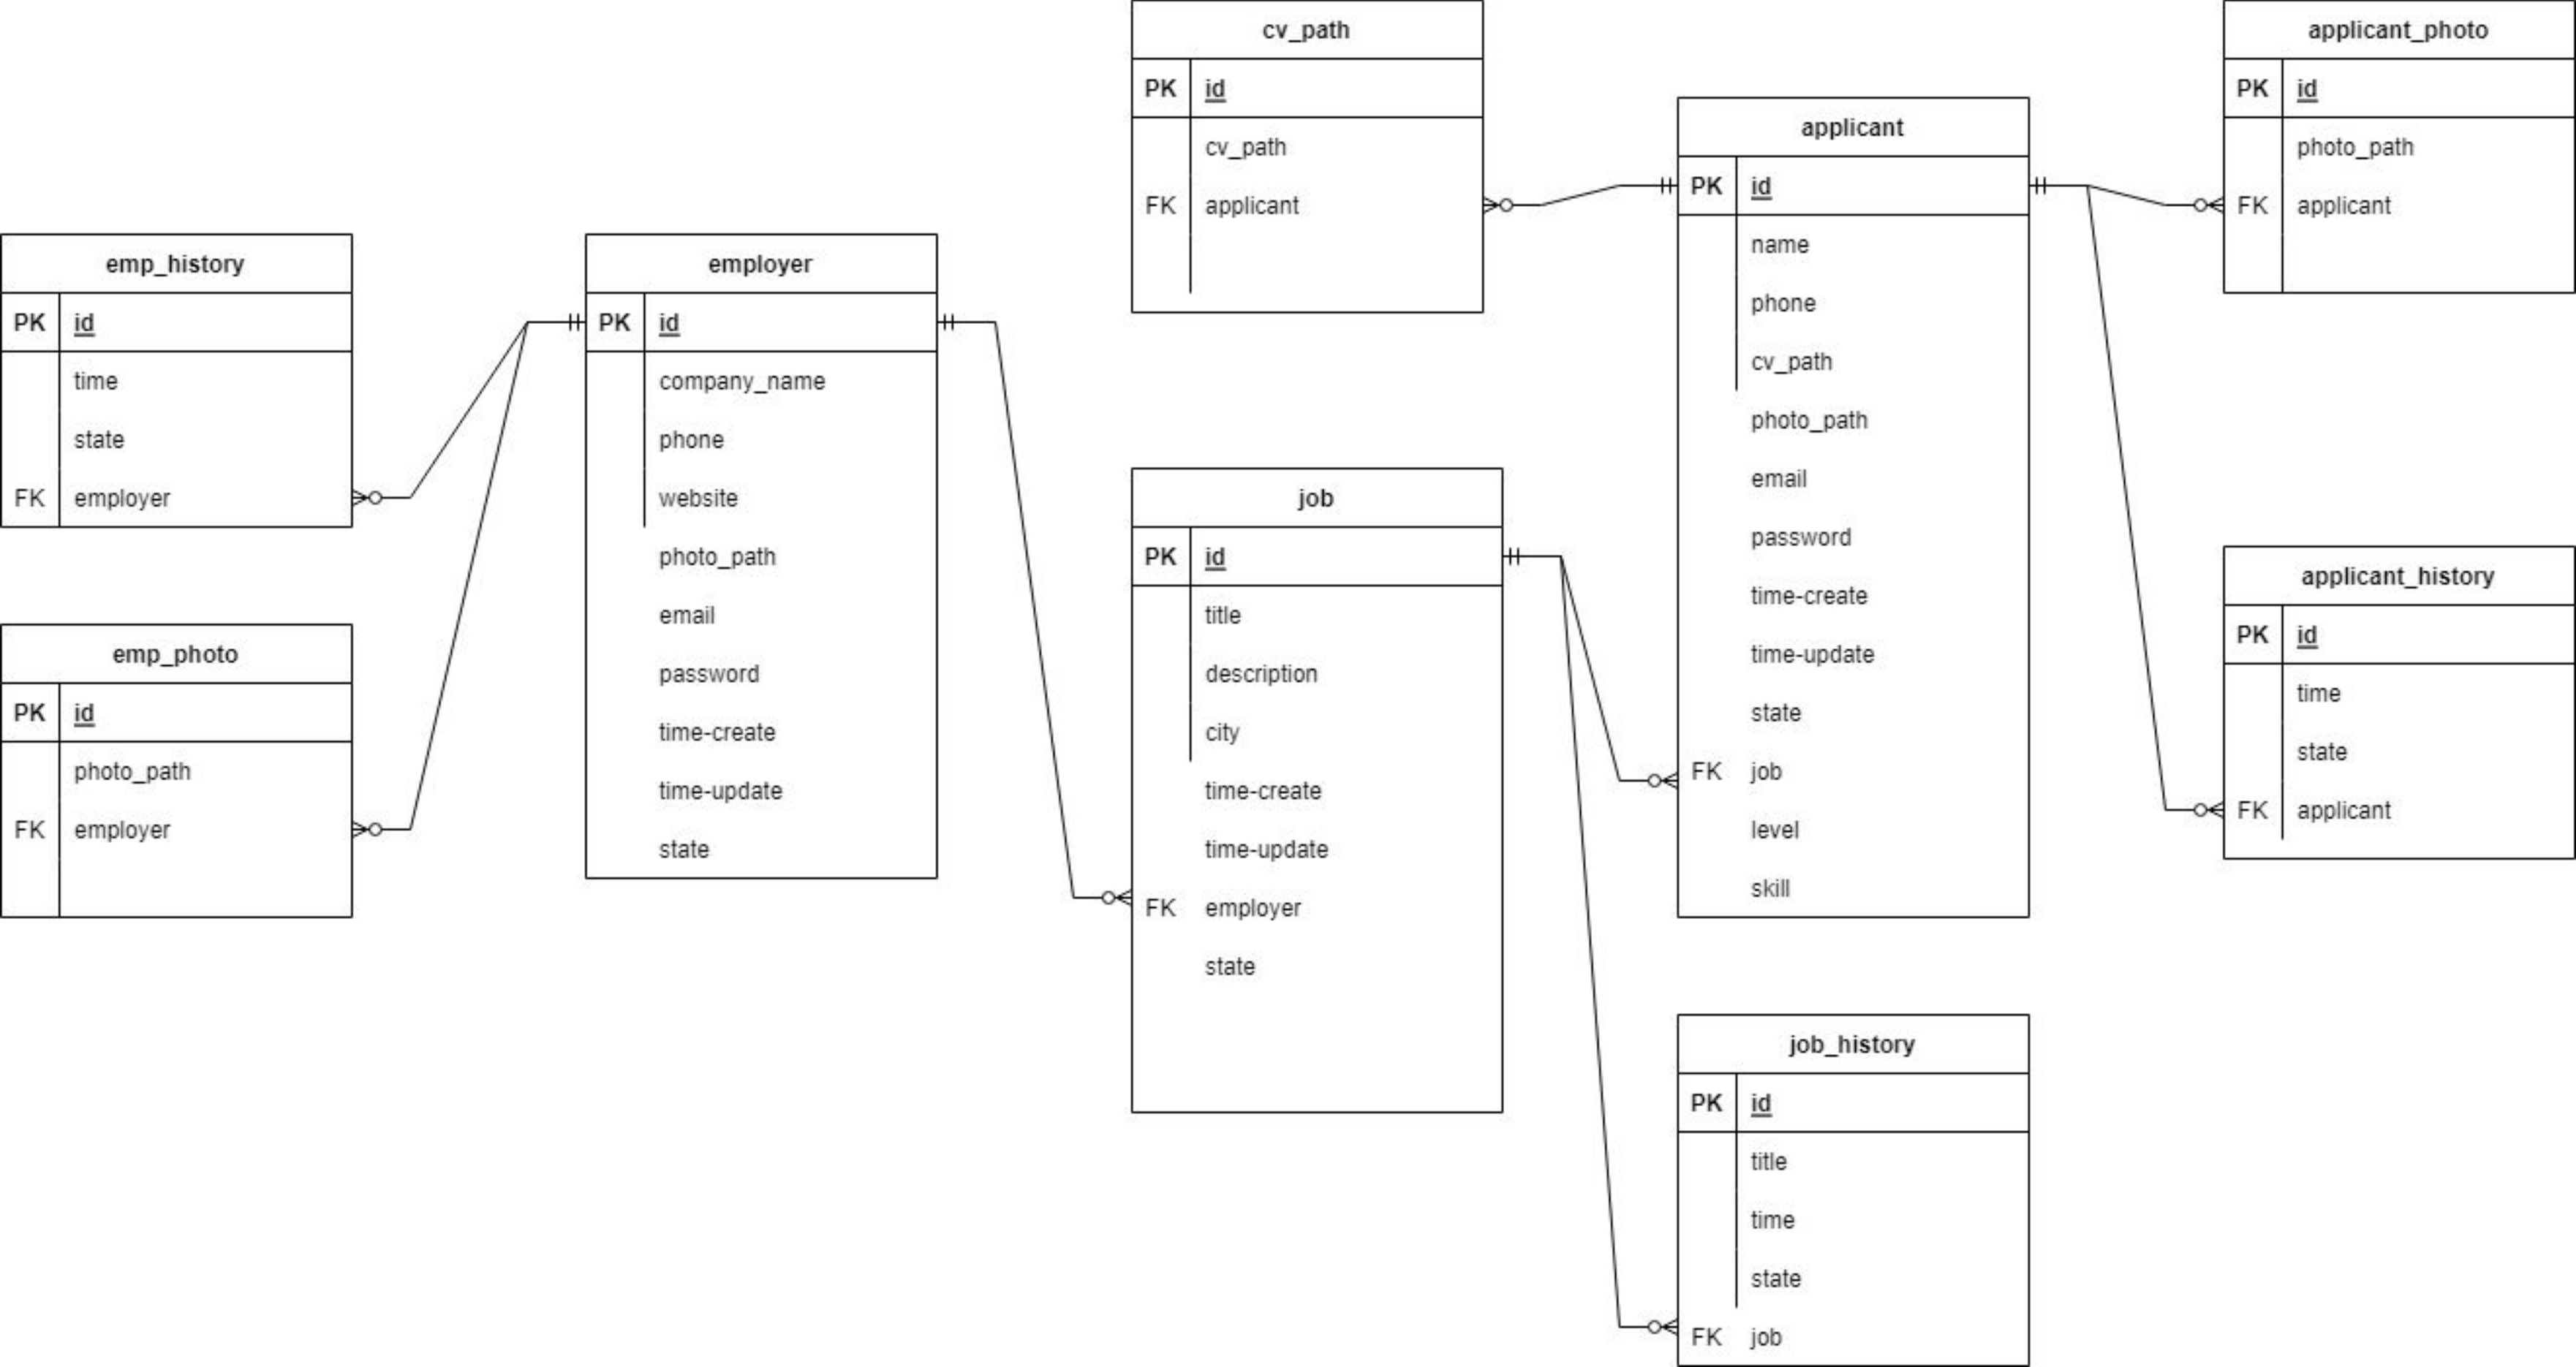 cv_path
PK id
cv_path
FK applicant
applicant_photo
PK id
photo_path
FK applicant
applicant
PK id
name
phone
cv_path
photo_path
email
password
time-create
time-update
state
FK job
level
skill
emp_history
PK id
time
state
FK employer
employer
PK id
company_name
phone
website
photo_path
email
password
time-create
time-update
state
job
PK id
title
description
city
time-create
time-update
FK employer
state
applicant_history
PK id
time
state
FK applicant
emp_photo
PK id
photo_path
FK employer
job_history
PK id
title
time
state
FK job